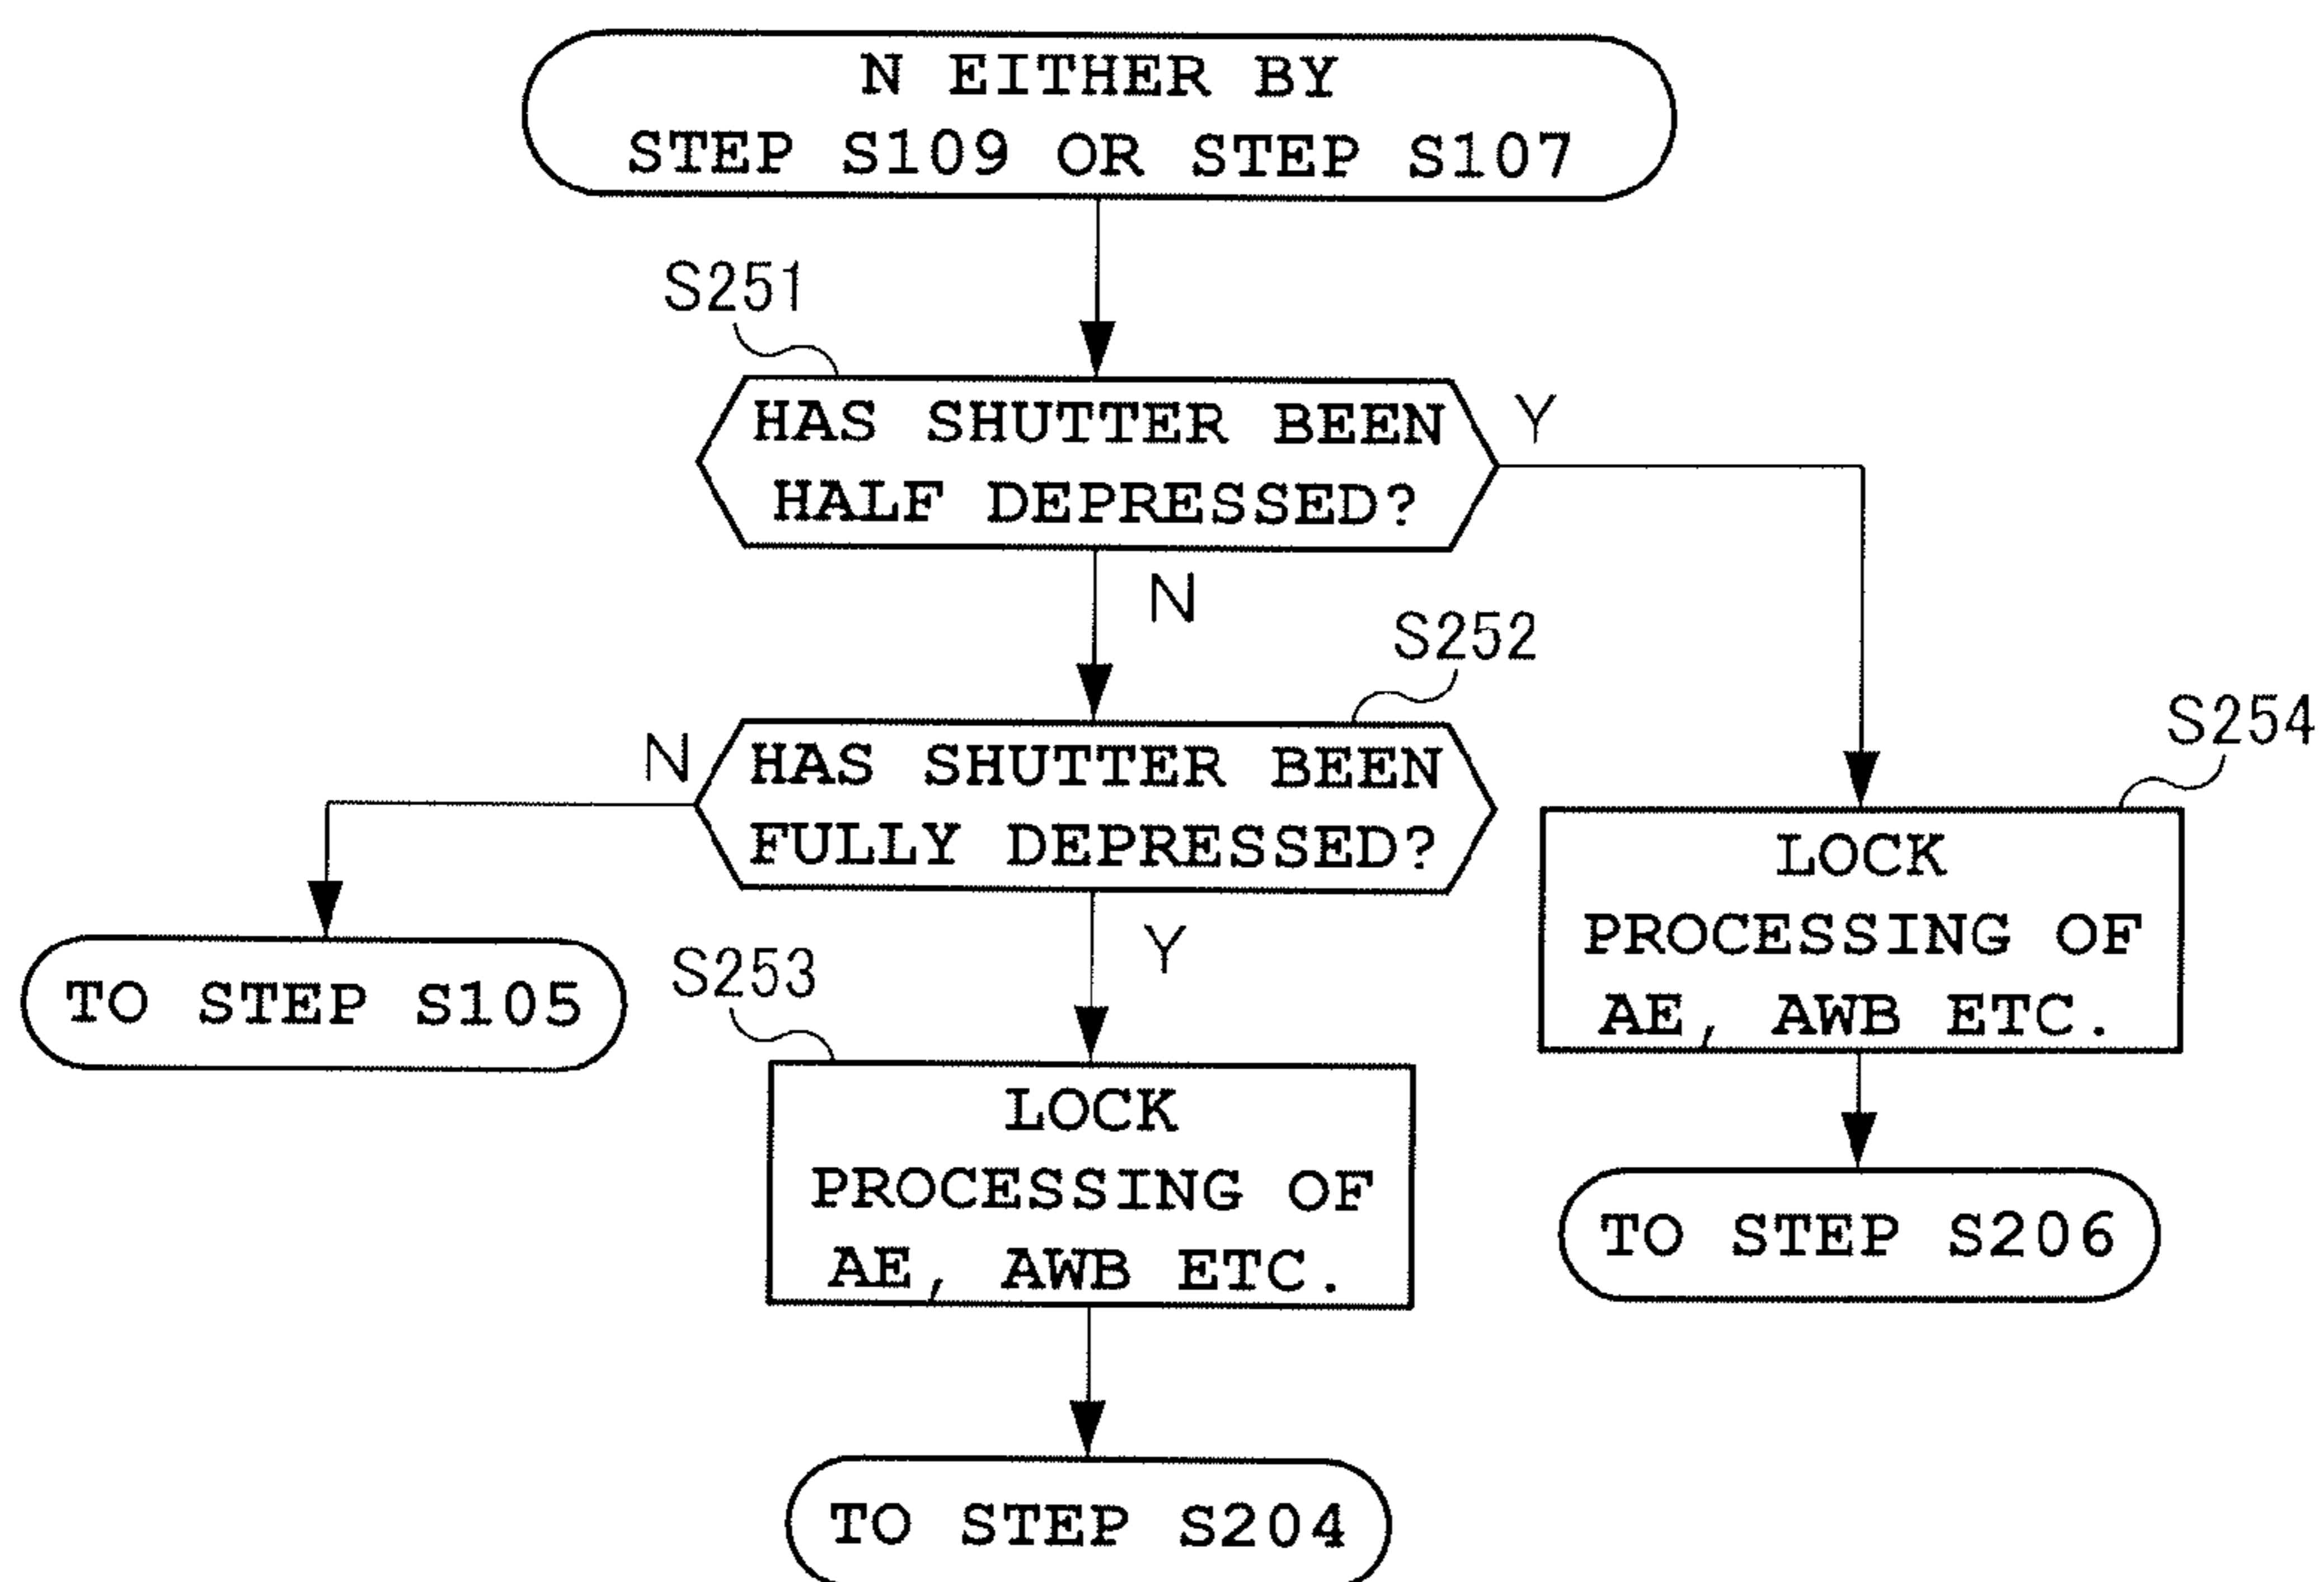 N EITHER BY
STEP S109 OR STEP S107
S251
HAS SHUTTER BEEN
HALF DEPRESSED?
Y
N
S252
HAS SHUTTER BEEN
FULLY DEPRESSED?
N
Y
S254
LOCK
PROCESSING OF
AE, AWB ETC.
TO STEP S105
S253
LOCK
PROCESSING OF
AE, AWB ETC.
TO STEP S206
TO STEP S204